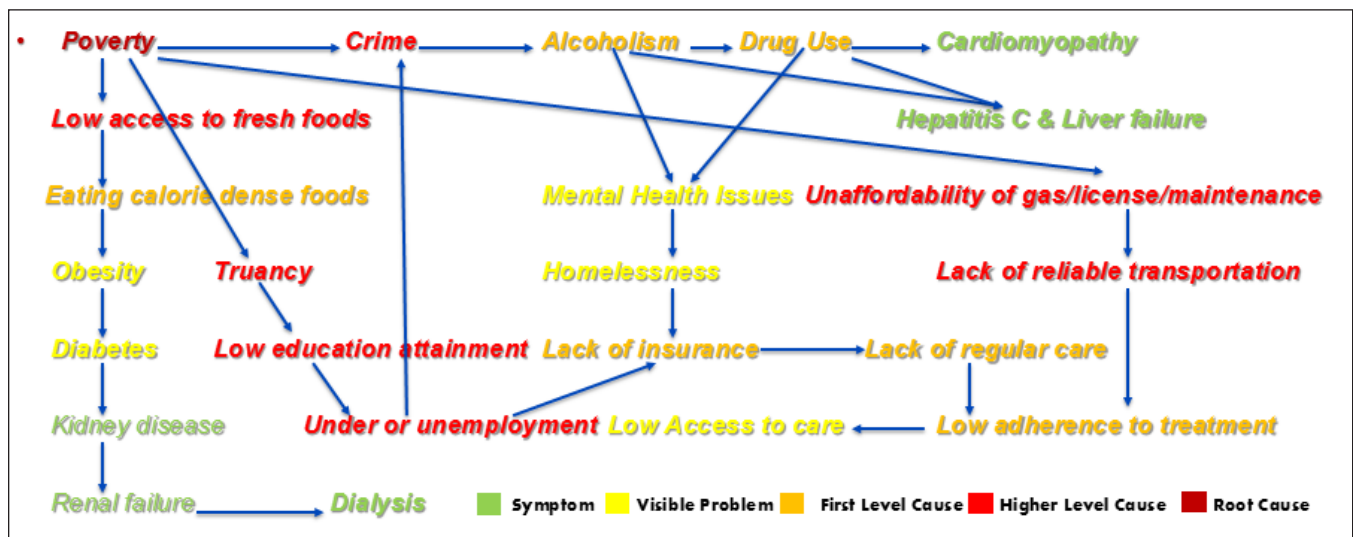 • Poverty Crime Alcoholism Drug Use Cardiomyopathy
Low access to fresh foods Hepatitis C & Liver failure
Eating calorie dense foods Mental Health Issues Unaffordability of gas/license/maintenance
Obesity Truancy Homelessness Lack of reliable transportation
Diabetes Low education attainment Lack of insurance Lack of regular care
Kidney disease Under or unemployment Low Access to care Low adherence to treatment
Renal failure Dialysis Symptom Visible Problem First Level Cause Higher Level Cause Root Cause